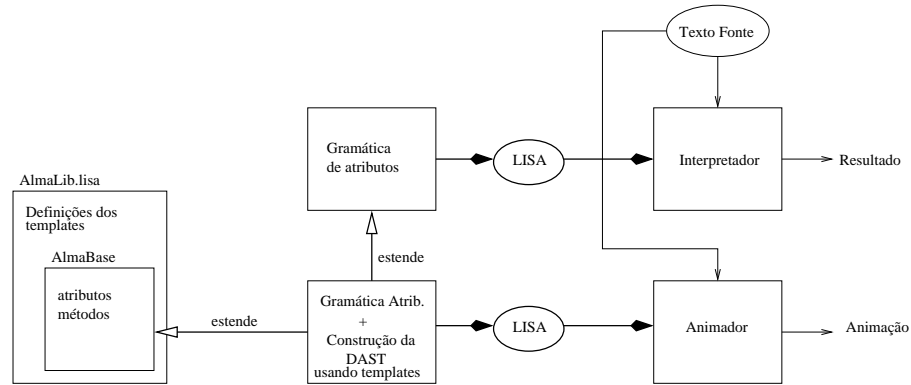 Texto Fonte
Gramática
de atributos
LISA
Interpretador
Resultado
AlmaLib.lisa
Definições dos
templates
AlmaBase
atributos
métodos
estende
estende
Gramática Atrib.
+
Construção da
DAST
usando templates
LISA
Animador
Animação